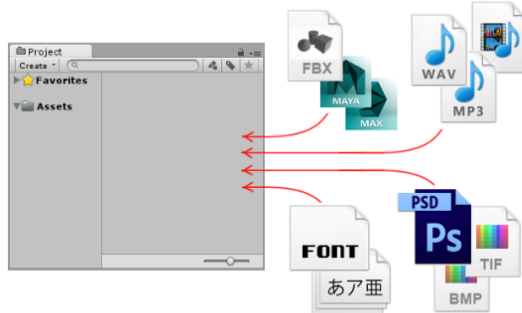 Project
Create
Favorites
Assets
FBX
MAYA
MAX
WAV
MP3
FONT
あア亜
PSD
Ps
TIF
BMP